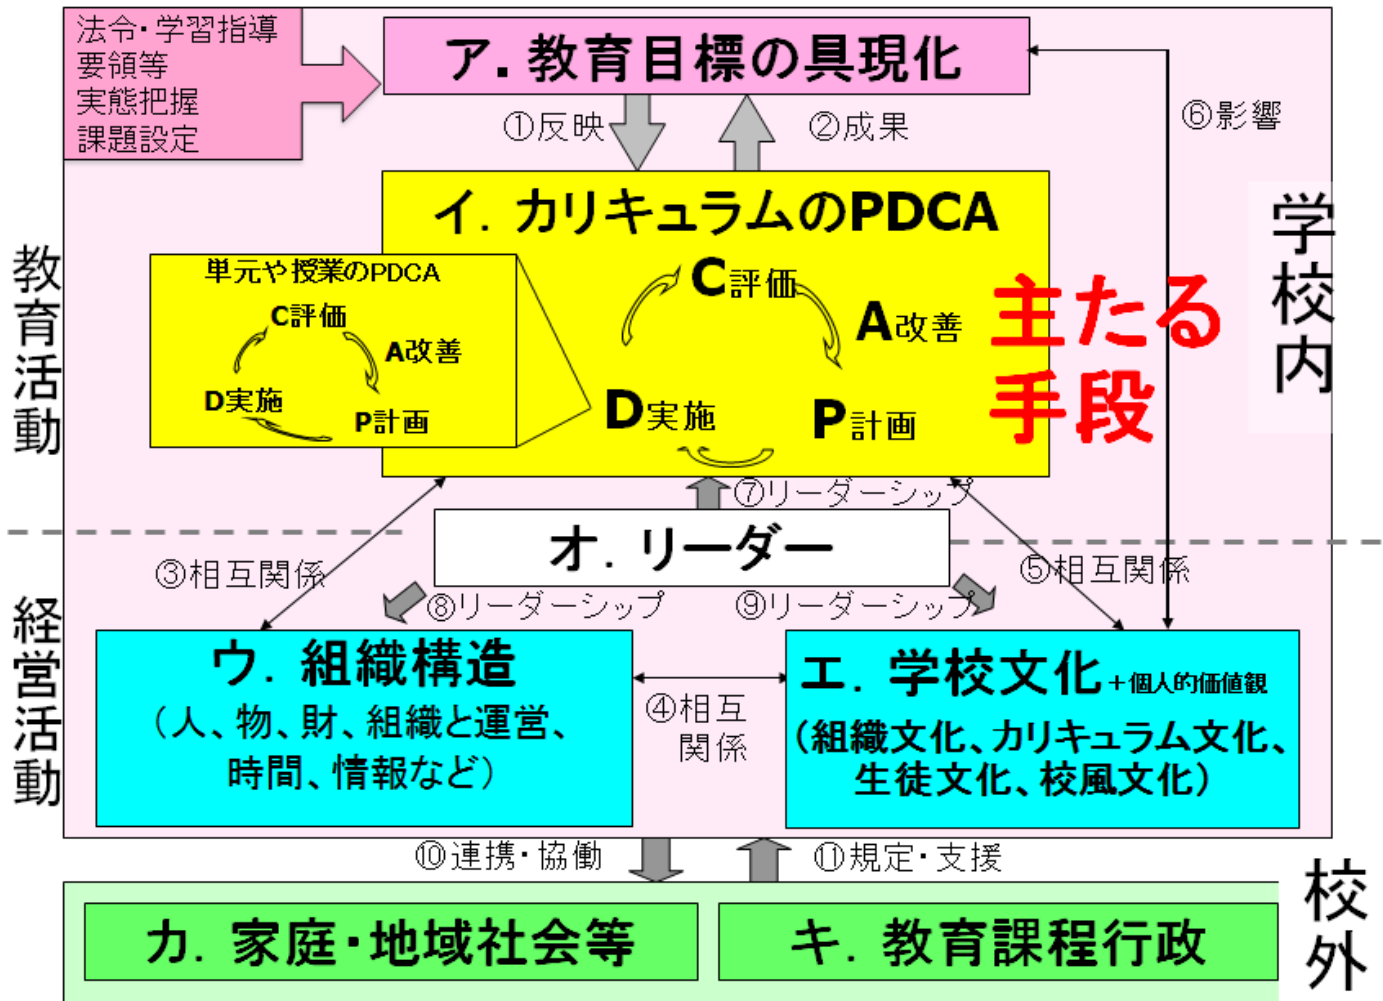 法令・学習指導
要領等
実態把握
課題設定
ア．教育目標の具現化
①反映
②成果
⑥影響
イ．カリキュラムのPDCA
単元や授業のPDCA
C評価
A改善
D実施
P計画
C評価
A改善
D実施
P計画
主たる
手段
学校内
教育活動
⑦リーダーシップ
オ．リーダー
③相互関係
⑤相互関係
⑧リーダーシップ
⑨リーダーシップ
経営活動
ウ．組織構造
（人、物、財、組織と運営、
時間、情報など）
④相互
関係
エ．学校文化＋個人的価値観
（組織文化、カリキュラム文化、
生徒文化、校風文化）
⑩連携・協働
⑪規定・支援
カ．家庭・地域社会等
キ．教育課程行政
校外